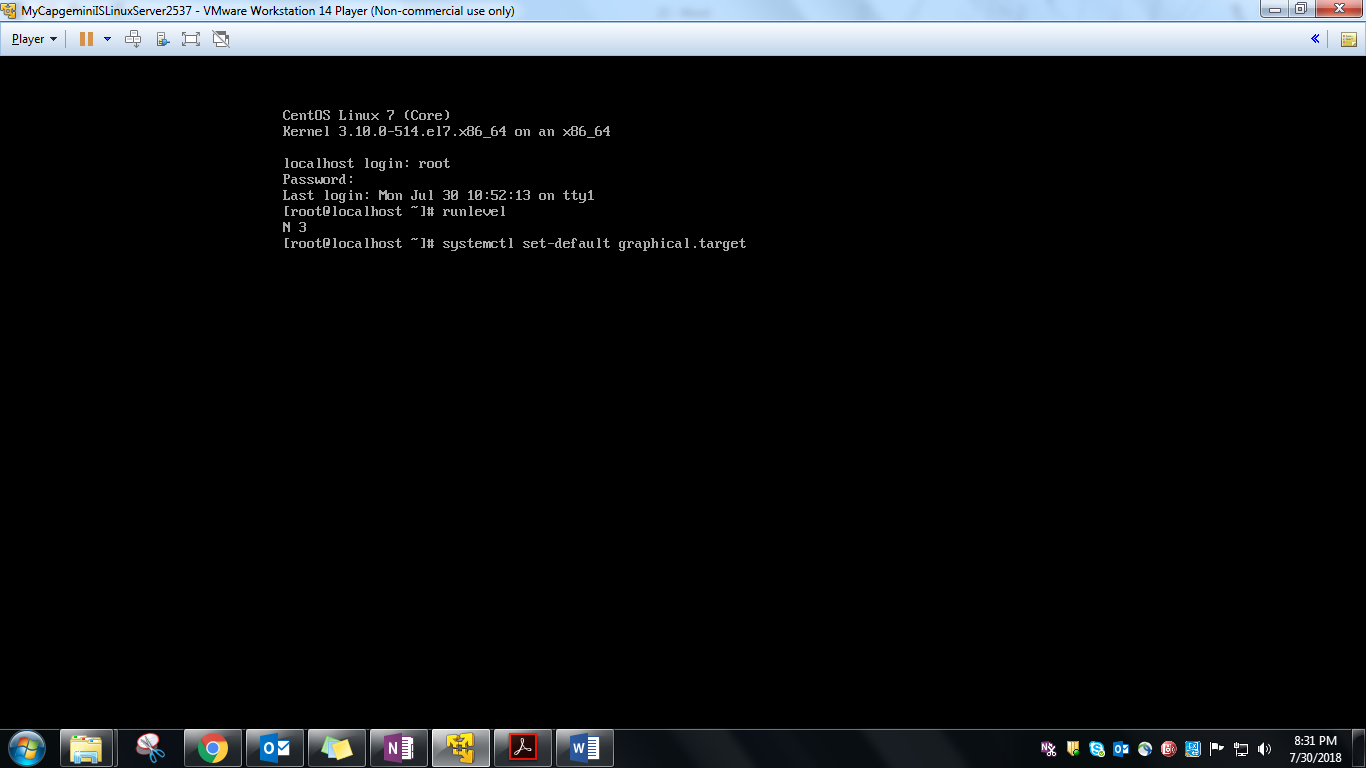 MyCapgeminiISLinuxServer2537 - VMware Workstation 14 Player (Non-commercial use only)
Player
CentOS Linux 7 (Core)
Kernel 3.10.0-514.el7.x86_64 on an x86_64
localhost login: root
Password:
Last login: Mon Jul 30 10:52:13 on tty1
[root@localhost ~]# runlevel
N 3
[root@localhost ~]# systemctl set-default graphical.target
8:31 PM
7/30/2018